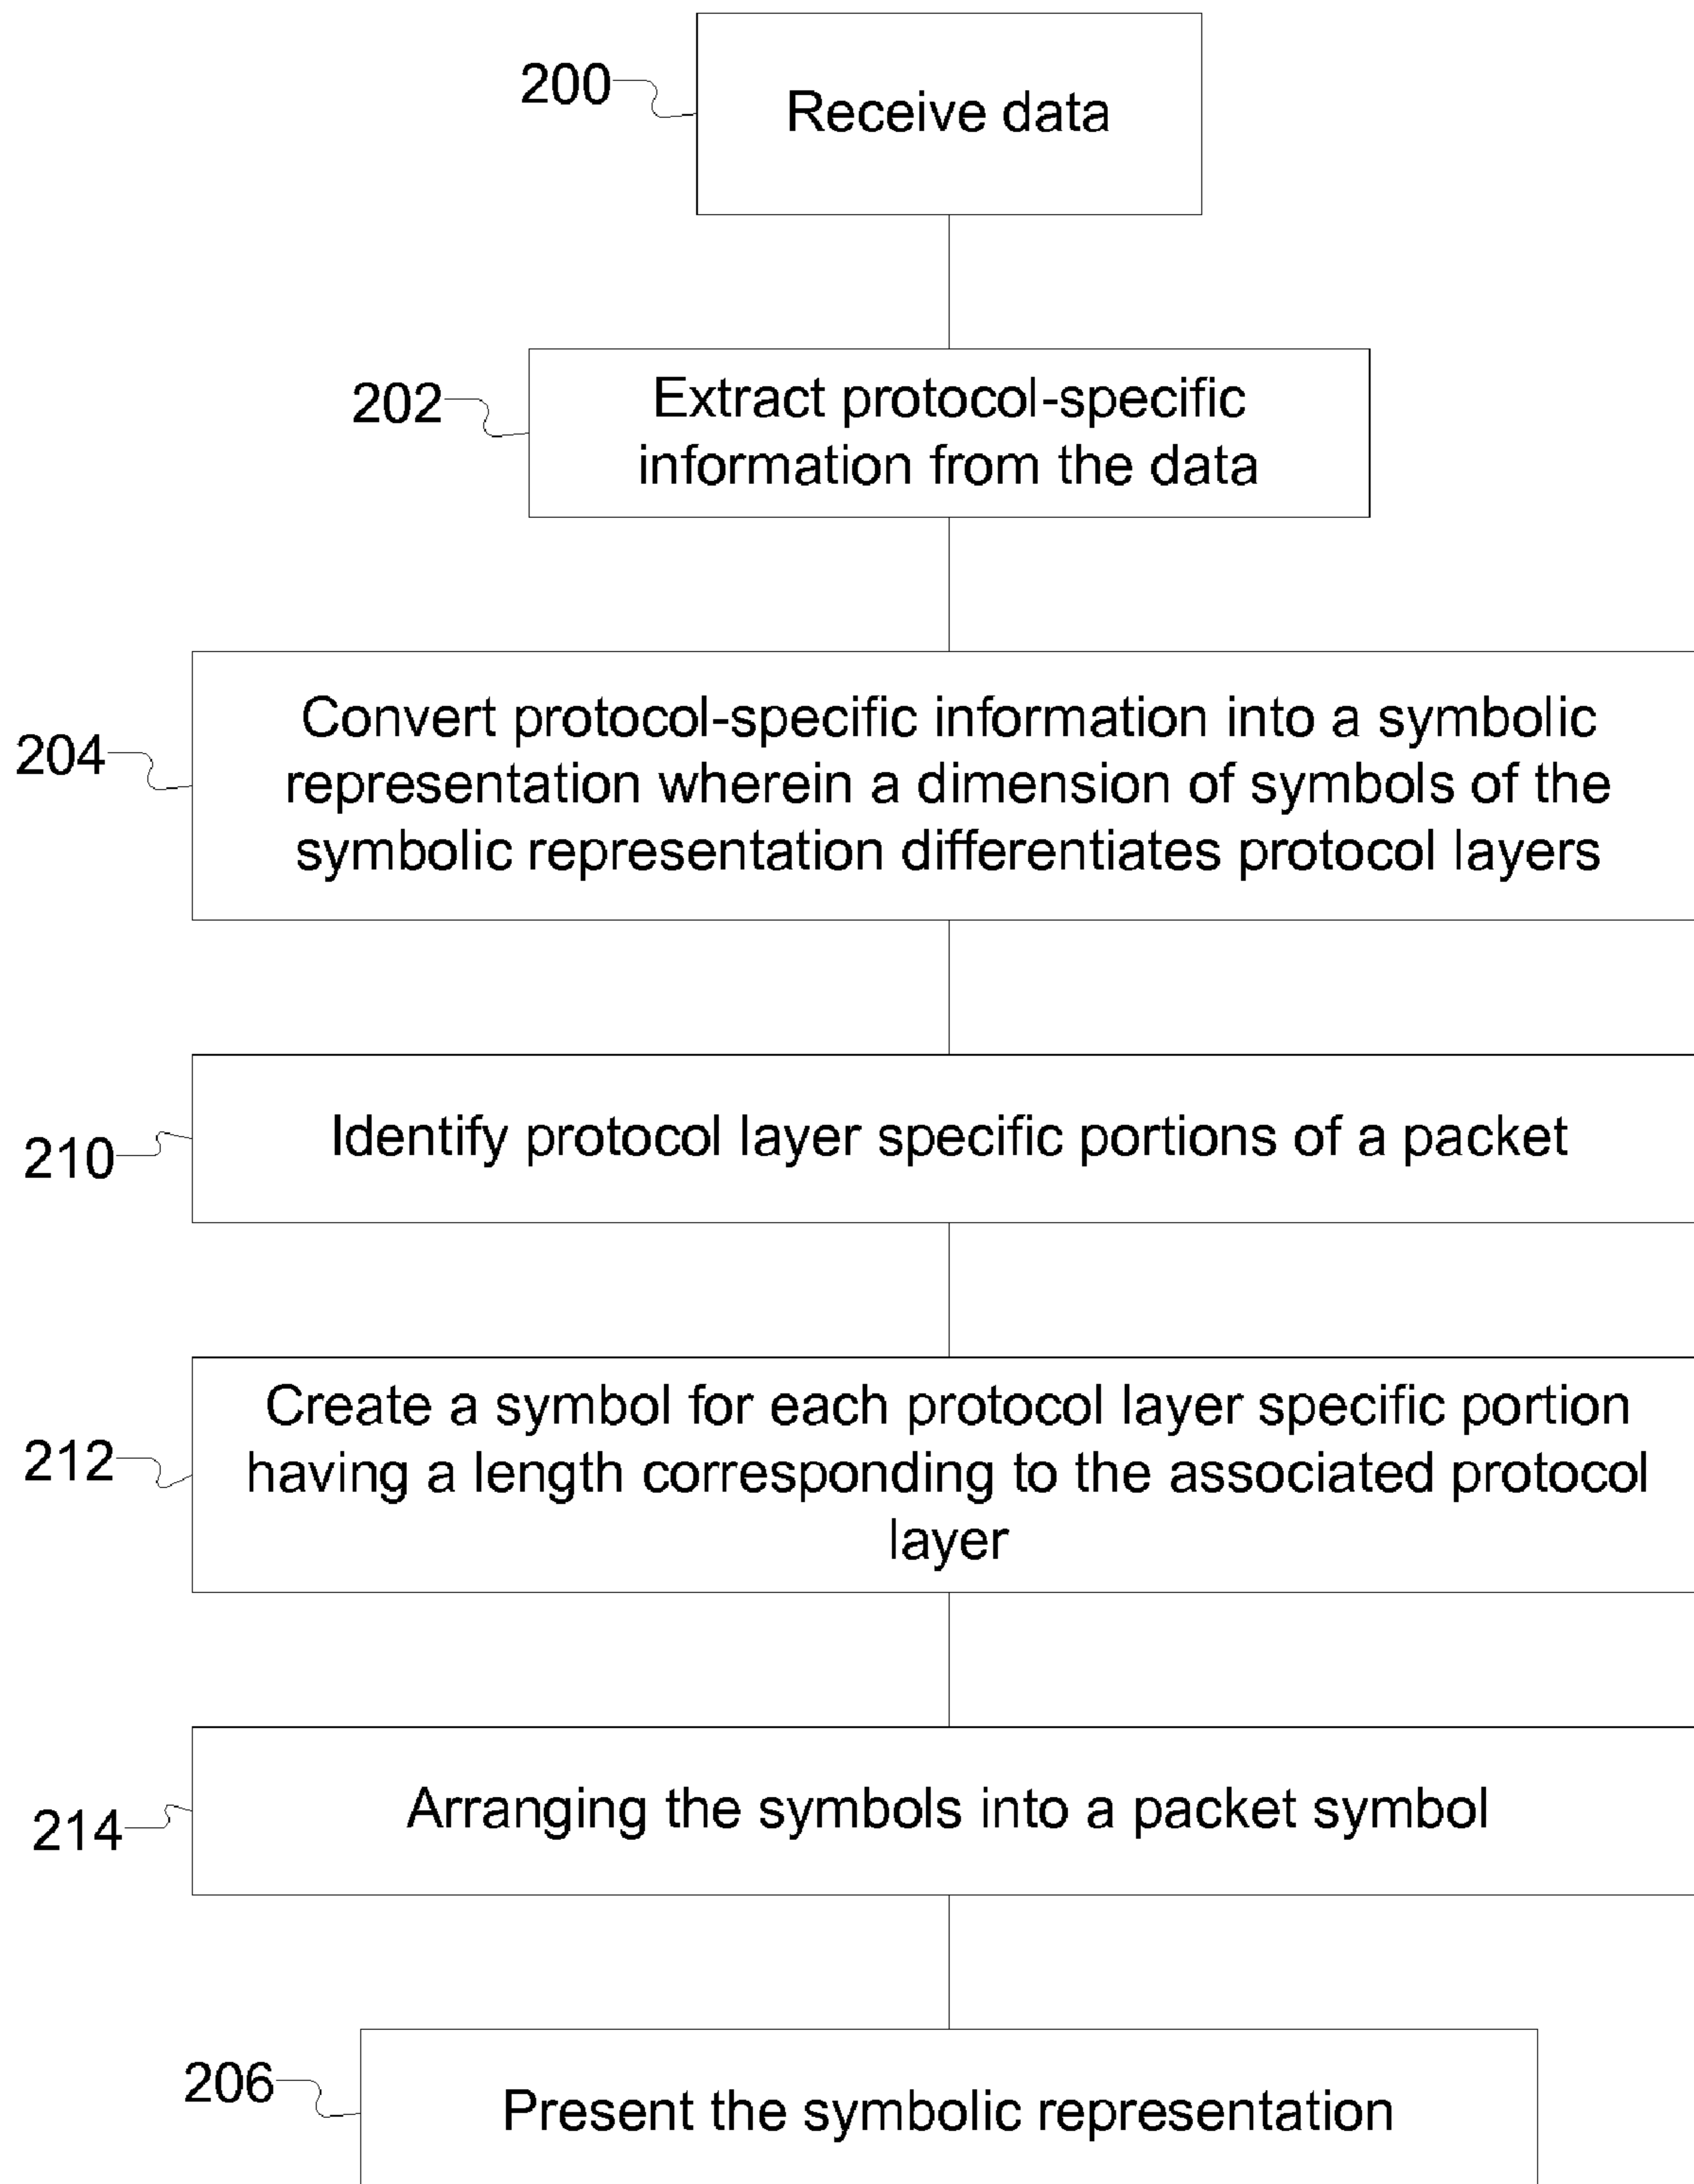 200
Receive data
202
Extract protocol-specific
information from the data
204
Convert protocol-specific information into a symbolic
representation wherein a dimension of symbols of the
symbolic representation differentiates protocol layers
210
Identify protocol layer specific portions of a packet
212
Create a symbol for each protocol layer specific portion
having a length corresponding to the associated protocol
layer
214
Arranging the symbols into a packet symbol
206
Present the symbolic representation